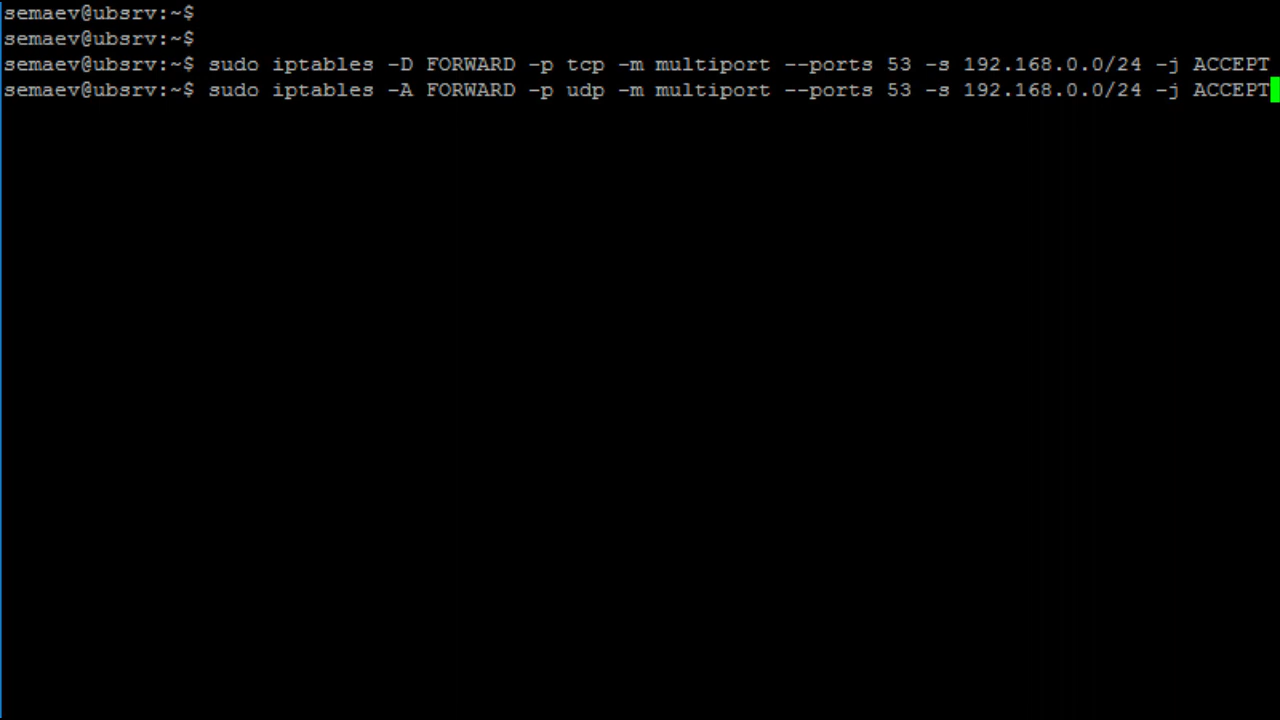 semaev@ubsrv:~$
semaev@ubsrv:~$
semaev@ubsrv:~$ sudo iptables -D FORWARD -p tcp -m multiport --ports 53 -s 192.168.0.0/24 -j ACCEPT
semaev@ubsrv:~$ sudo iptables -A FORWARD -p udp -m multiport --ports 53 -s 192.168.0.0/24 -j ACCEPT